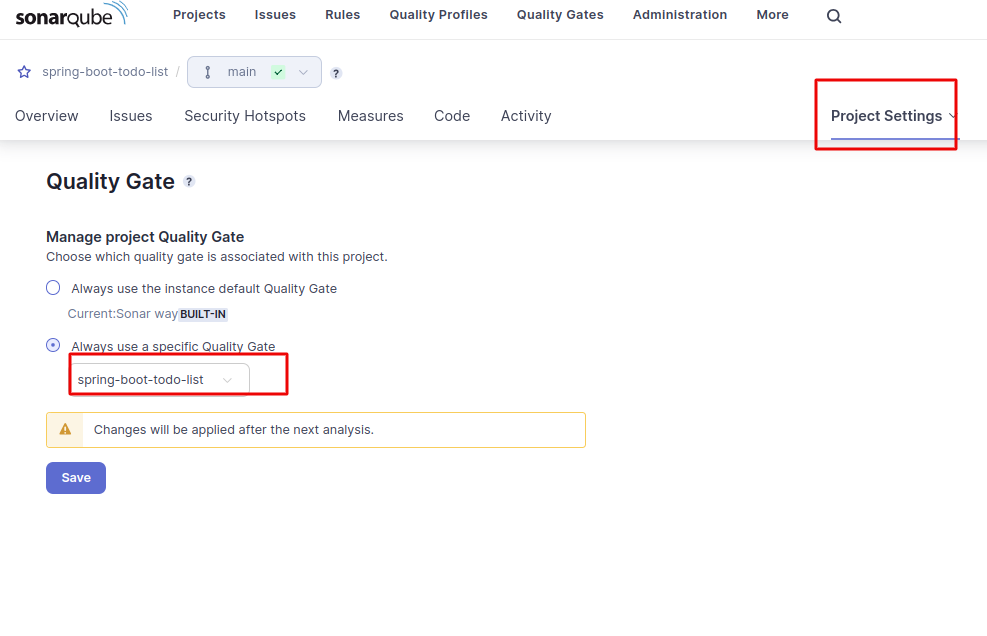 sonarqube Projects Issues Rules Quality Profiles Quality Gates Administration More
spring-boot-todo-list / main ?
Overview Issues Security Hotspots Measures Code Activity Project Settings
Quality Gate ?
Manage project Quality Gate
Choose which quality gate is associated with this project.
Always use the instance default Quality Gate
Current:Sonar way BUILT-IN
Always use a specific Quality Gate
spring-boot-todo-list
Changes will be applied after the next analysis.
Save